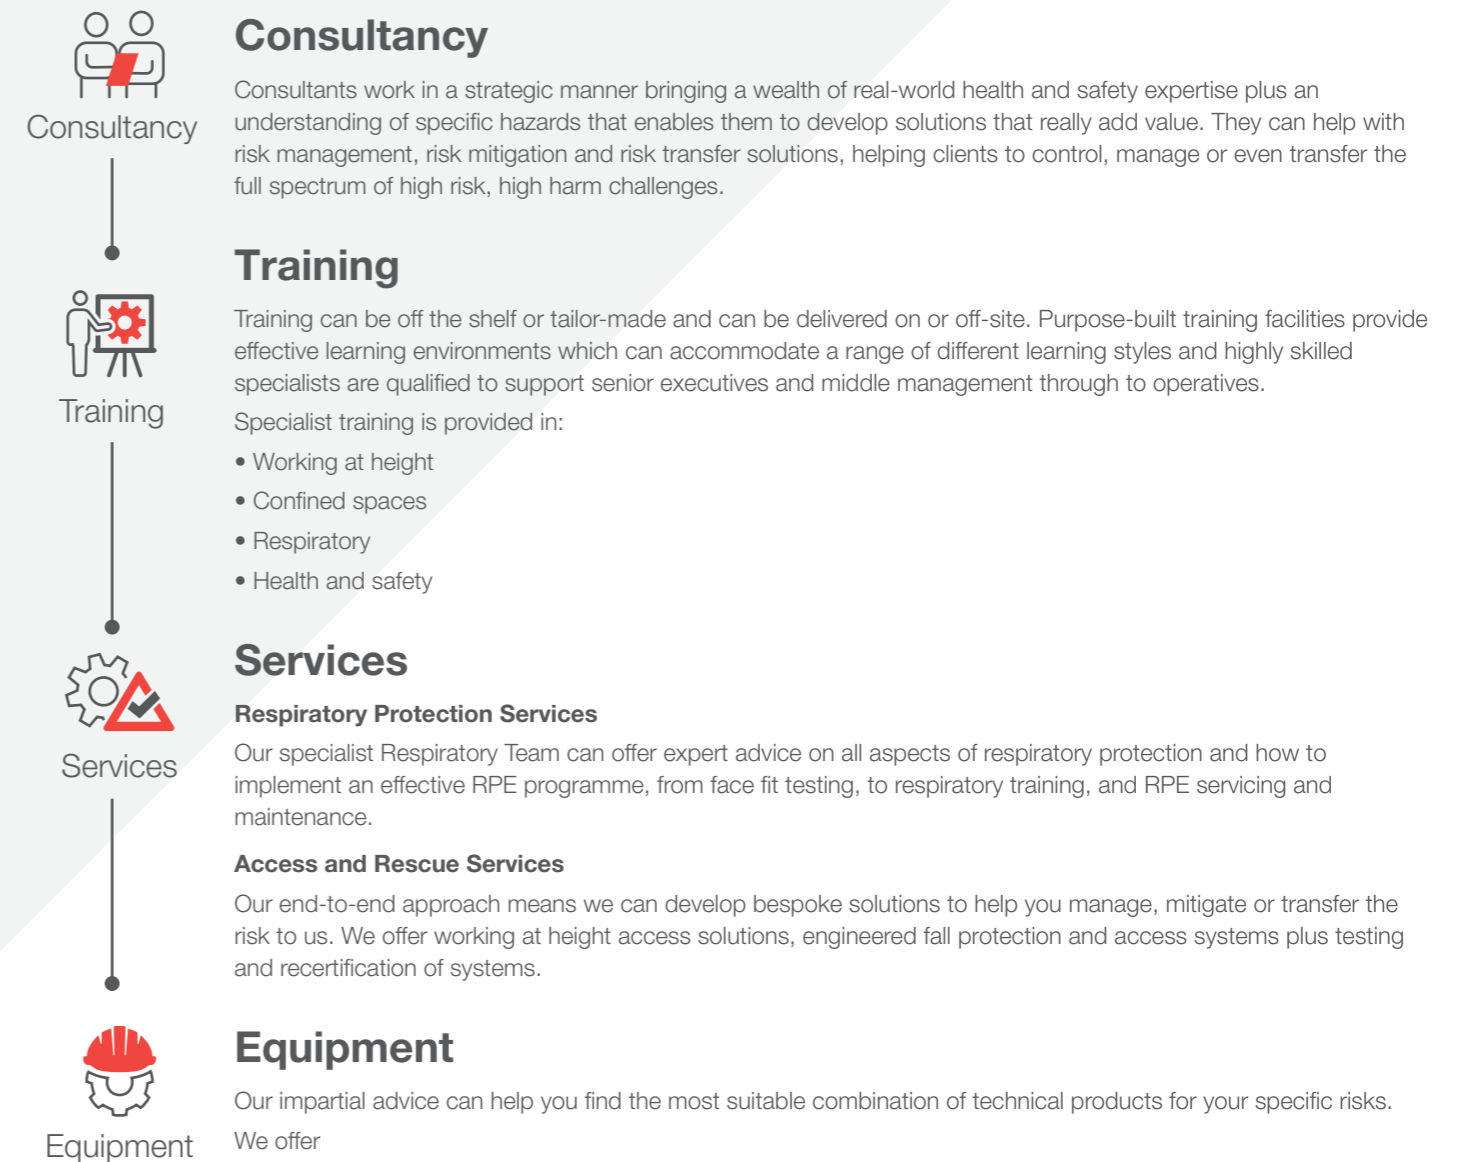 Consultancy
Consultancy
Consultants work in a strategic manner bringing a wealth of real-world health and safety expertise plus an
understanding of specific hazards that enables them to develop solutions that really add value. They can help with
risk management, risk mitigation and risk transfer solutions, helping clients to control, manage or even transfer the
full spectrum of high risk, high harm challenges.
Training
Training
Training can be off the shelf or tailor-made and can be delivered on or off-site. Purpose-built training facilities provide
effective learning environments which can accommodate a range of different learning styles and highly skilled
specialists are qualified to support senior executives and middle management through to operatives.
Specialist training is provided in:
• Working at height
• Confined spaces
• Respiratory
• Health and safety
Services
Services
Respiratory Protection Services
Our specialist Respiratory Team can offer expert advice on all aspects of respiratory protection and how to
implement an effective RPE programme, from face fit testing, to respiratory training, and RPE servicing and
maintenance.
Access and Rescue Services
Our end-to-end approach means we can develop bespoke solutions to help you manage, mitigate or transfer the
risk to us. We offer working at height access solutions, engineered fall protection and access systems plus testing
and recertification of systems.
Equipment
Equipment
Our impartial advice can help you find the most suitable combination of technical products for your specific risks.
We offer